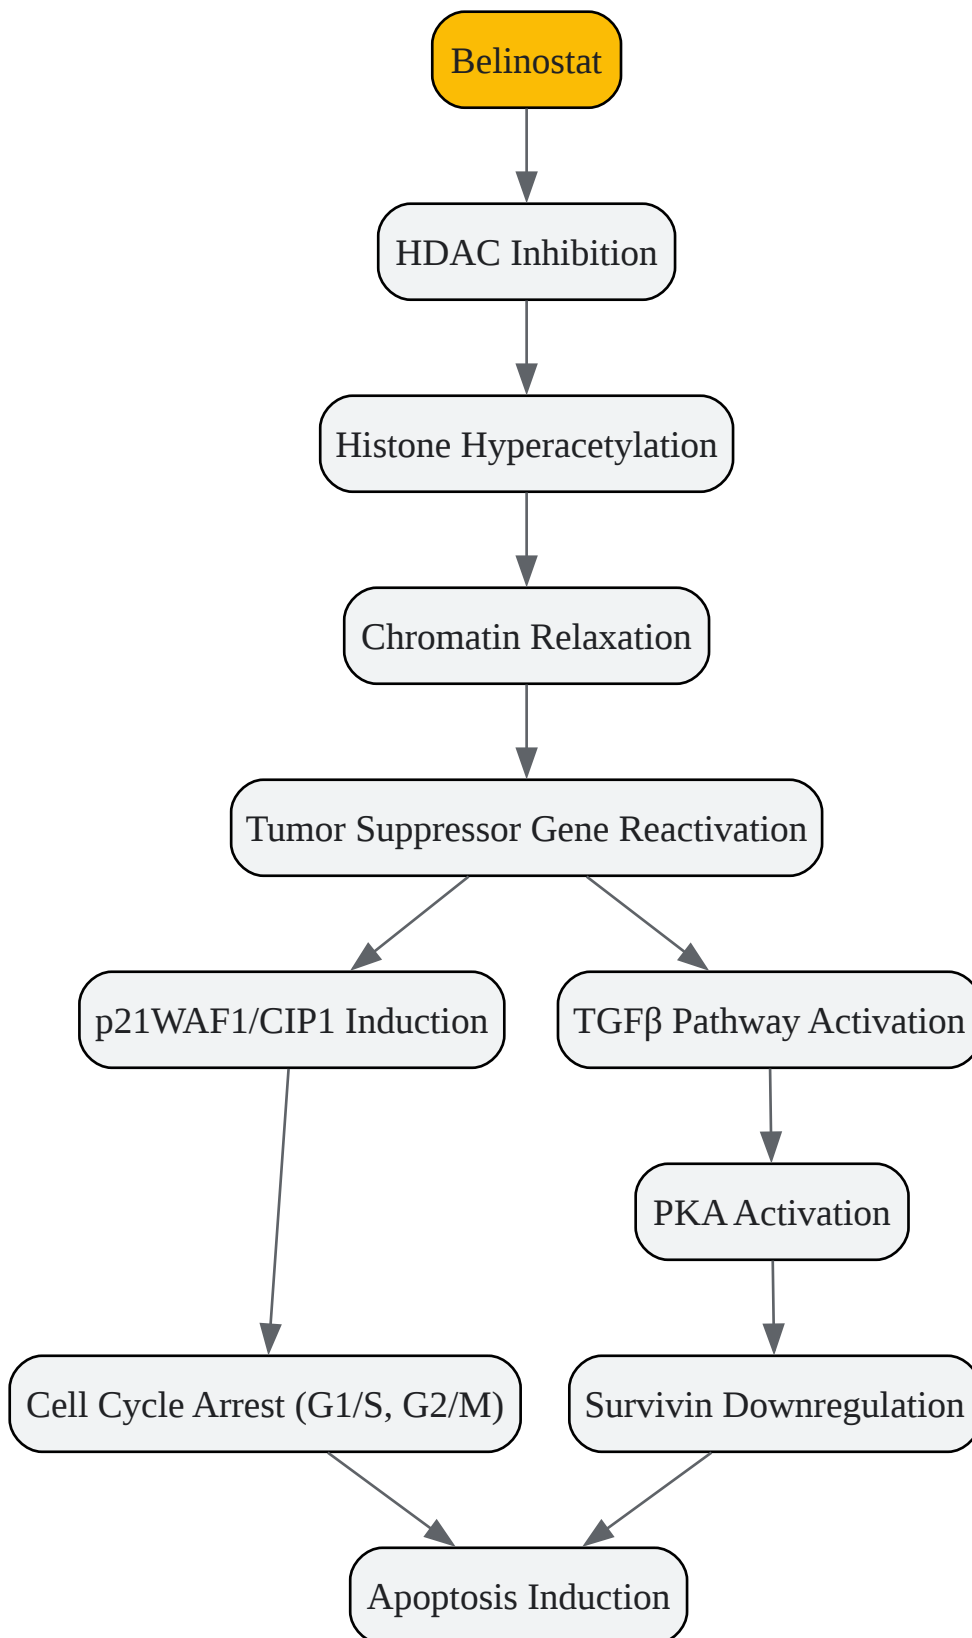 Belinostat
HDAC Inhibition
Histone Hyperacetylation
Chromatin Relaxation
Tumor Suppressor Gene Reactivation
p21WAF1/CIP1 Induction
TGFβ Pathway Activation
PKA Activation
Cell Cycle Arrest (G1/S, G2/M)
Survivin Downregulation
Apoptosis Induction